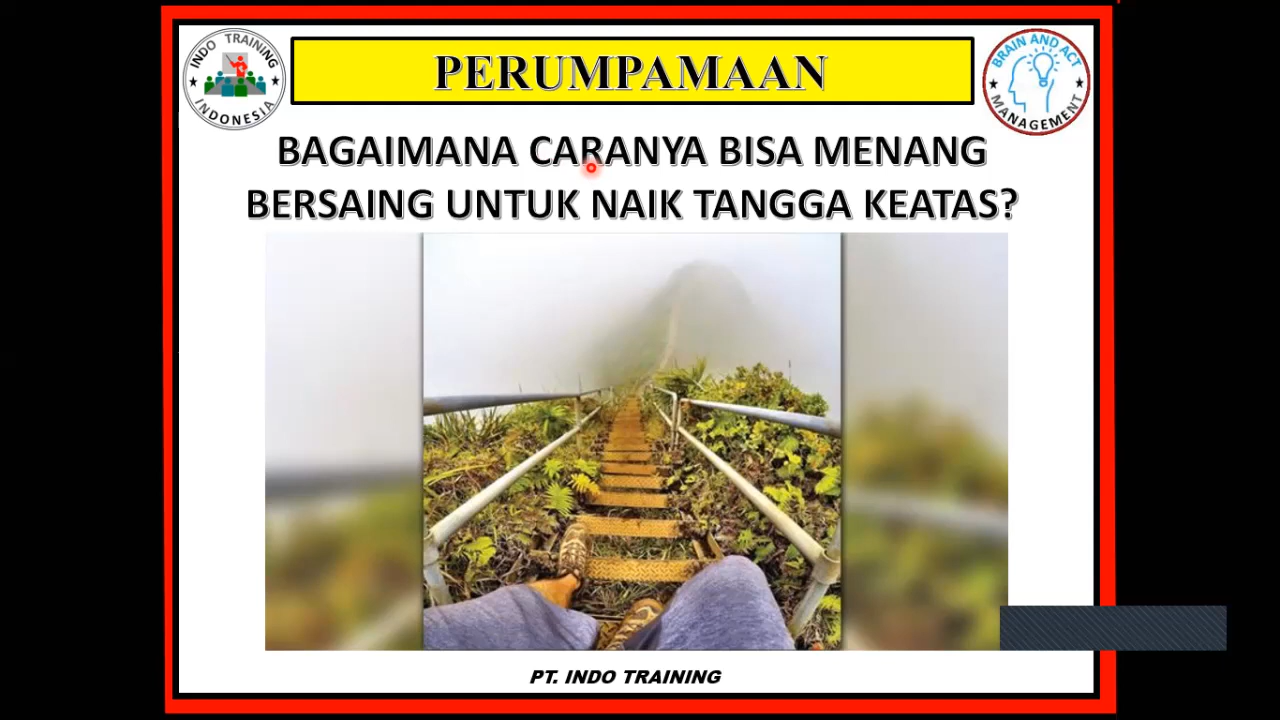 INDO TRAINING
INDONESIA
PERUMPAMAAN
BRAIN AND ACT
MANAGEMENT
BAGAIMANA CARANYA BISA MENANG
BERSAING UNTUK NAIK TANGGA KEATAS?
PT. INDO TRAINING